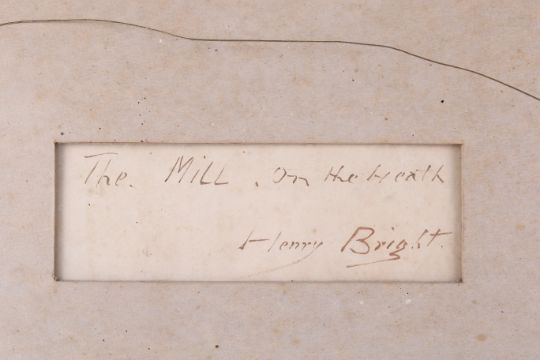 The. Mill. on the heath
Henry Bright.